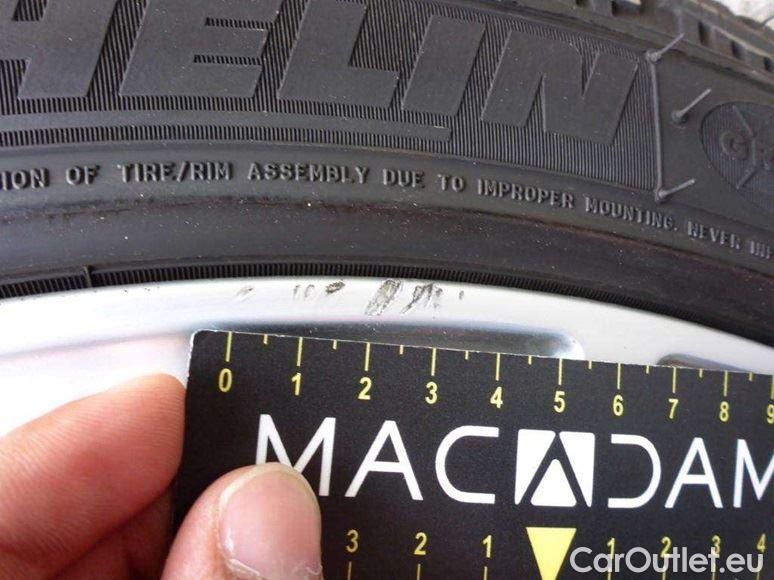 HELIN
ION OF TIRE/RIM ASSEMBLY DUE TO IMPROPER MOUNTING. NEVER INF
0 1 2 3 4 5 6 7 8 9
MACADAM
3 2 1 1 2 3 4
CarOutlet.eu